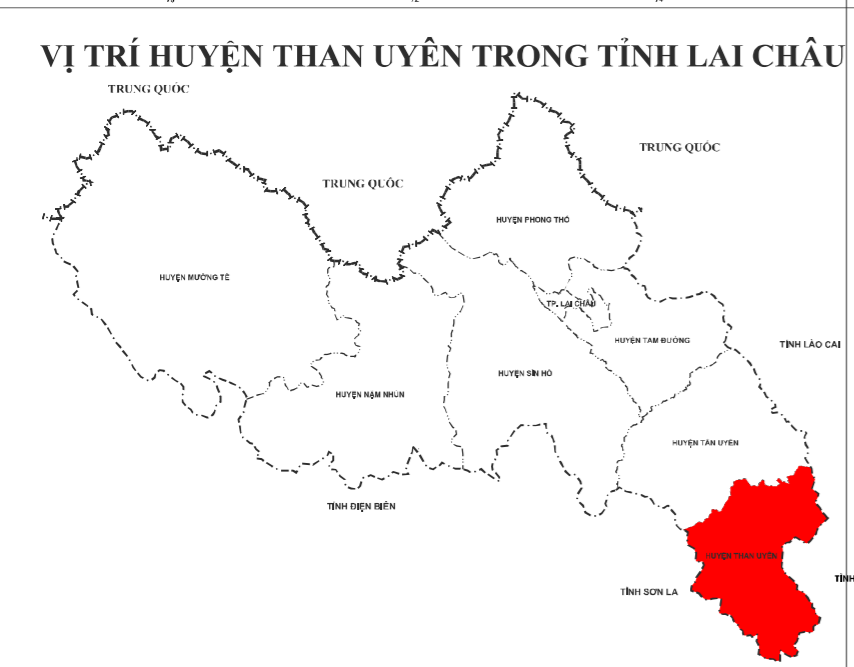 VỊ TRÍ HUYỆN THAN UYÊN TRONG TỈNH LAI CHÂU
TRUNG QUỐC
TRUNG QUỐC
TRUNG QUỐC
HUYỆN PHONG THỔ
HUYỆN MƯỜNG TÈ
TP. LAI CHÂU
HUYỆN TAM ĐƯỜNG
TỈNH LÀO CAI
HUYỆN SÌN HỒ
HUYỆN NẬM NHÙN
HUYỆN TÂN UYÊN
TỈNH ĐIỆN BIÊN
HUYỆN THAN UYÊN
TỈNH
TỈNH SƠN LA